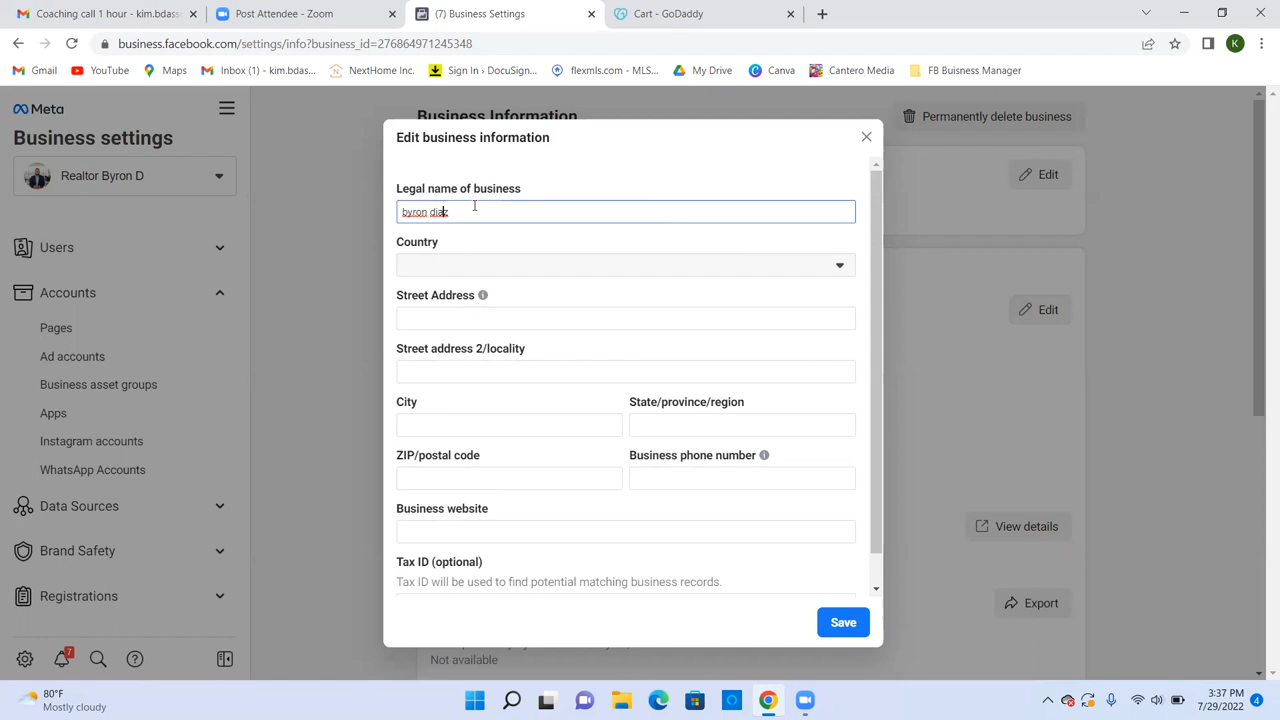 Coaching call 1 hour - kim.bdass
Post Attendee - Zoom
(7) Business Settings
Cart - GoDaddy
business.facebook.com/settings/info?business_id=276864971245348
K
Gmail
YouTube
Maps
Inbox (1) - kim.bdas...
NextHome Inc.
Sign In › DocuSign...
flexmls.com - MLS...
My Drive
Canva
Cantero Media
FB Buisness Manager
Meta
Business settings
Realtor Byron D
Users
Accounts
Pages
Ad accounts
Business asset groups
Apps
Instagram accounts
WhatsApp Accounts
Data Sources
Brand Safety
Registrations
7
Business Information
Permanently delete business
Edit
Edit
View details
Export
Not available
Edit business information
Legal name of business
byron diaz
Country
Street Address
Street address 2/locality
City
State/province/region
ZIP/postal code
Business phone number
Business website
Tax ID (optional)
Tax ID will be used to find potential matching business records.
Save
80°F
Mostly cloudy
3:37 PM
7/29/2022
4